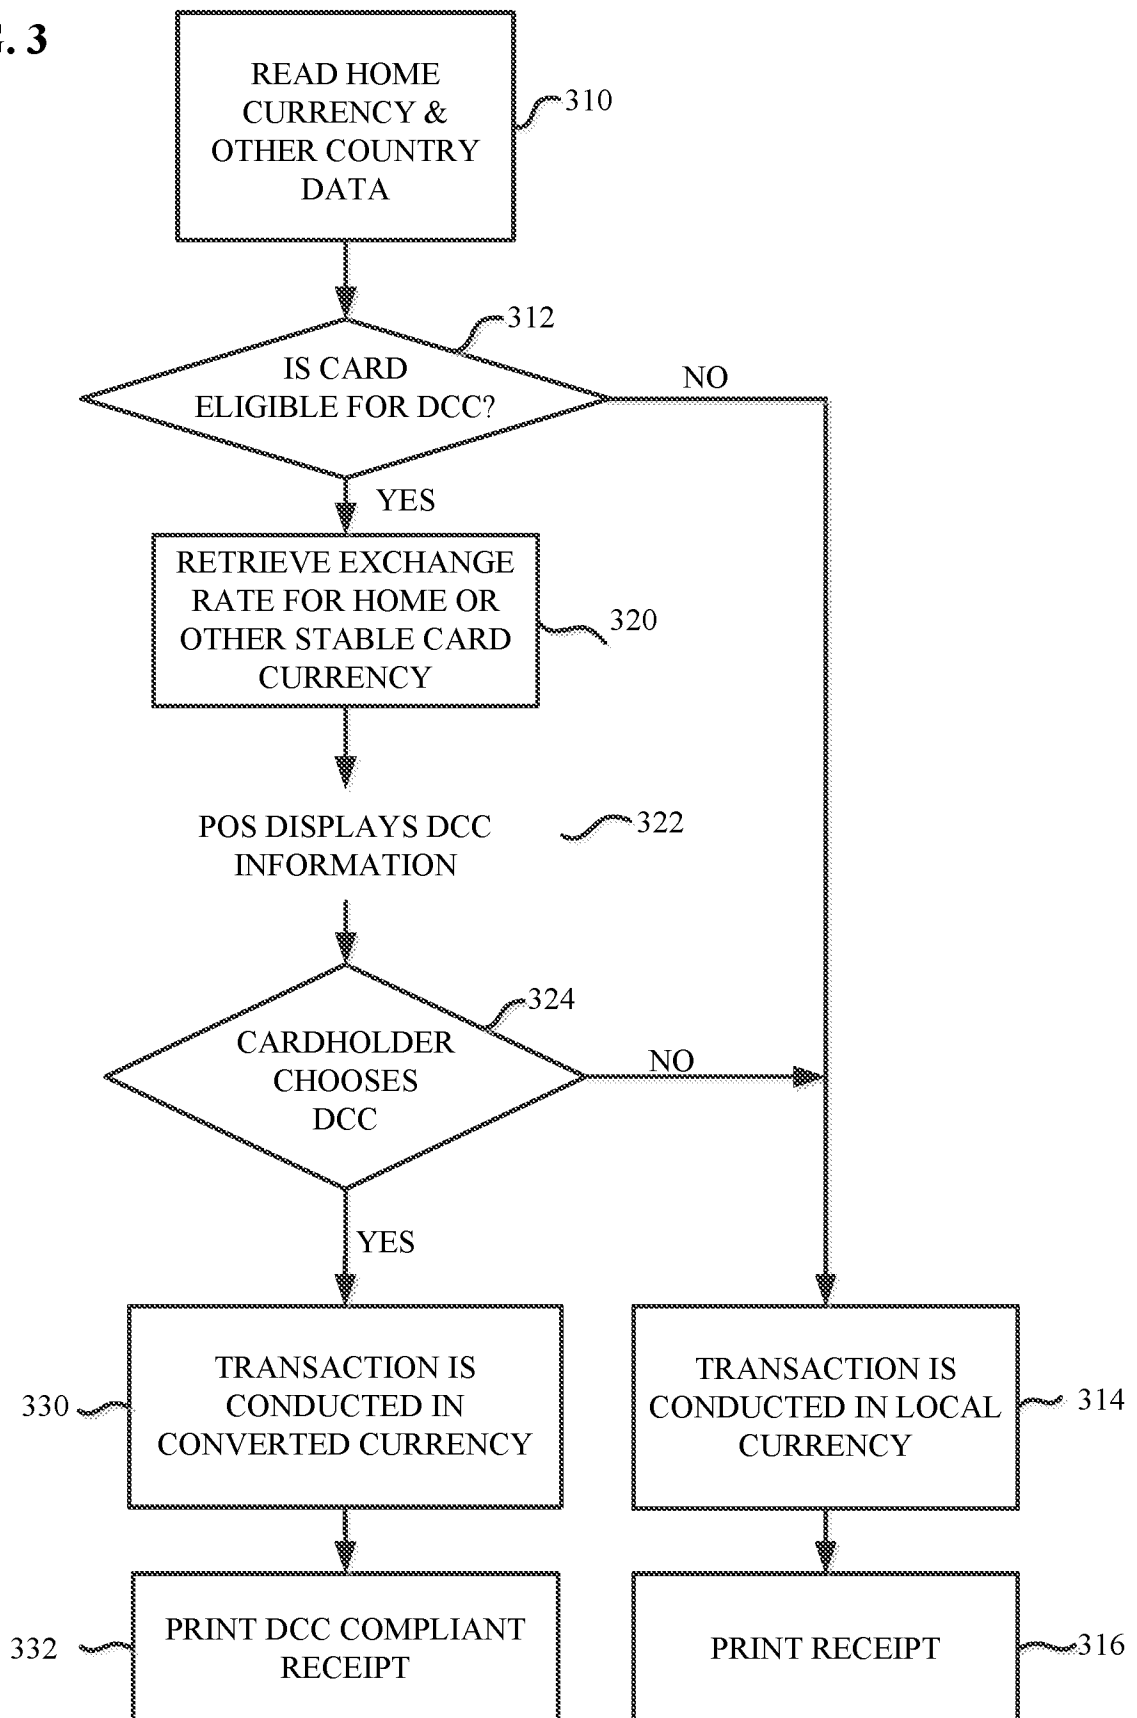 . 3
READ HOME
CURRENCY &
OTHER COUNTRY
DATA
310
312
IS CARD
ELIGIBLE FOR DCC?
NO
YES
RETRIEVE EXCHANGE
RATE FOR HOME OR
OTHER STABLE CARD
CURRENCY
320
POS DISPLAYS DCC
INFORMATION
322
324
CARDHOLDER
CHOOSES
DCC
NO
YES
TRANSACTION IS
CONDUCTED IN
CONVERTED CURRENCY
330
TRANSACTION IS
CONDUCTED IN LOCAL
CURRENCY
314
PRINT DCC COMPLIANT
RECEIPT
332
PRINT RECEIPT
316